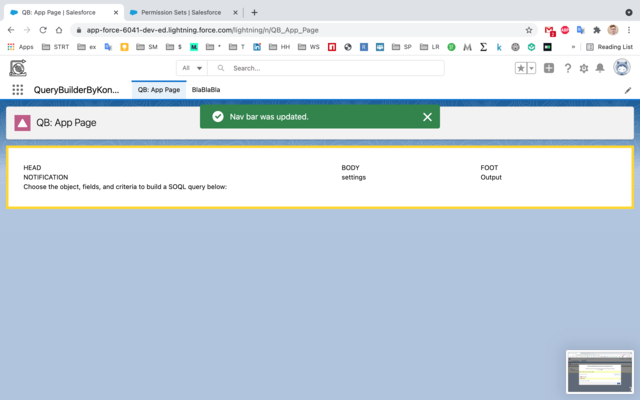 QB: App Page | Salesforce
Permission Sets | Salesforce
app-force-6041-dev-ed.lightning.force.com/lightning/n/QB_App_Page
Apps STRT ex SM $ * T HH WS SP LR » Reading List
All Search...
QueryBuilderByKon... QB: App Page BlaBlaBla
Nav bar was updated.
QB: App Page
HEAD BODY FOOT
NOTIFICATION settings Output
Choose the object, fields, and criteria to build a SOQL query below: